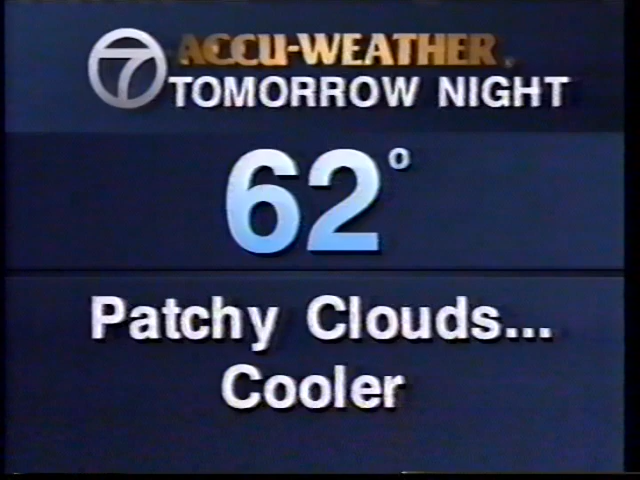 7 ACCU-WEATHER
TOMORROW NIGHT
62°
Patchy Clouds...
Cooler